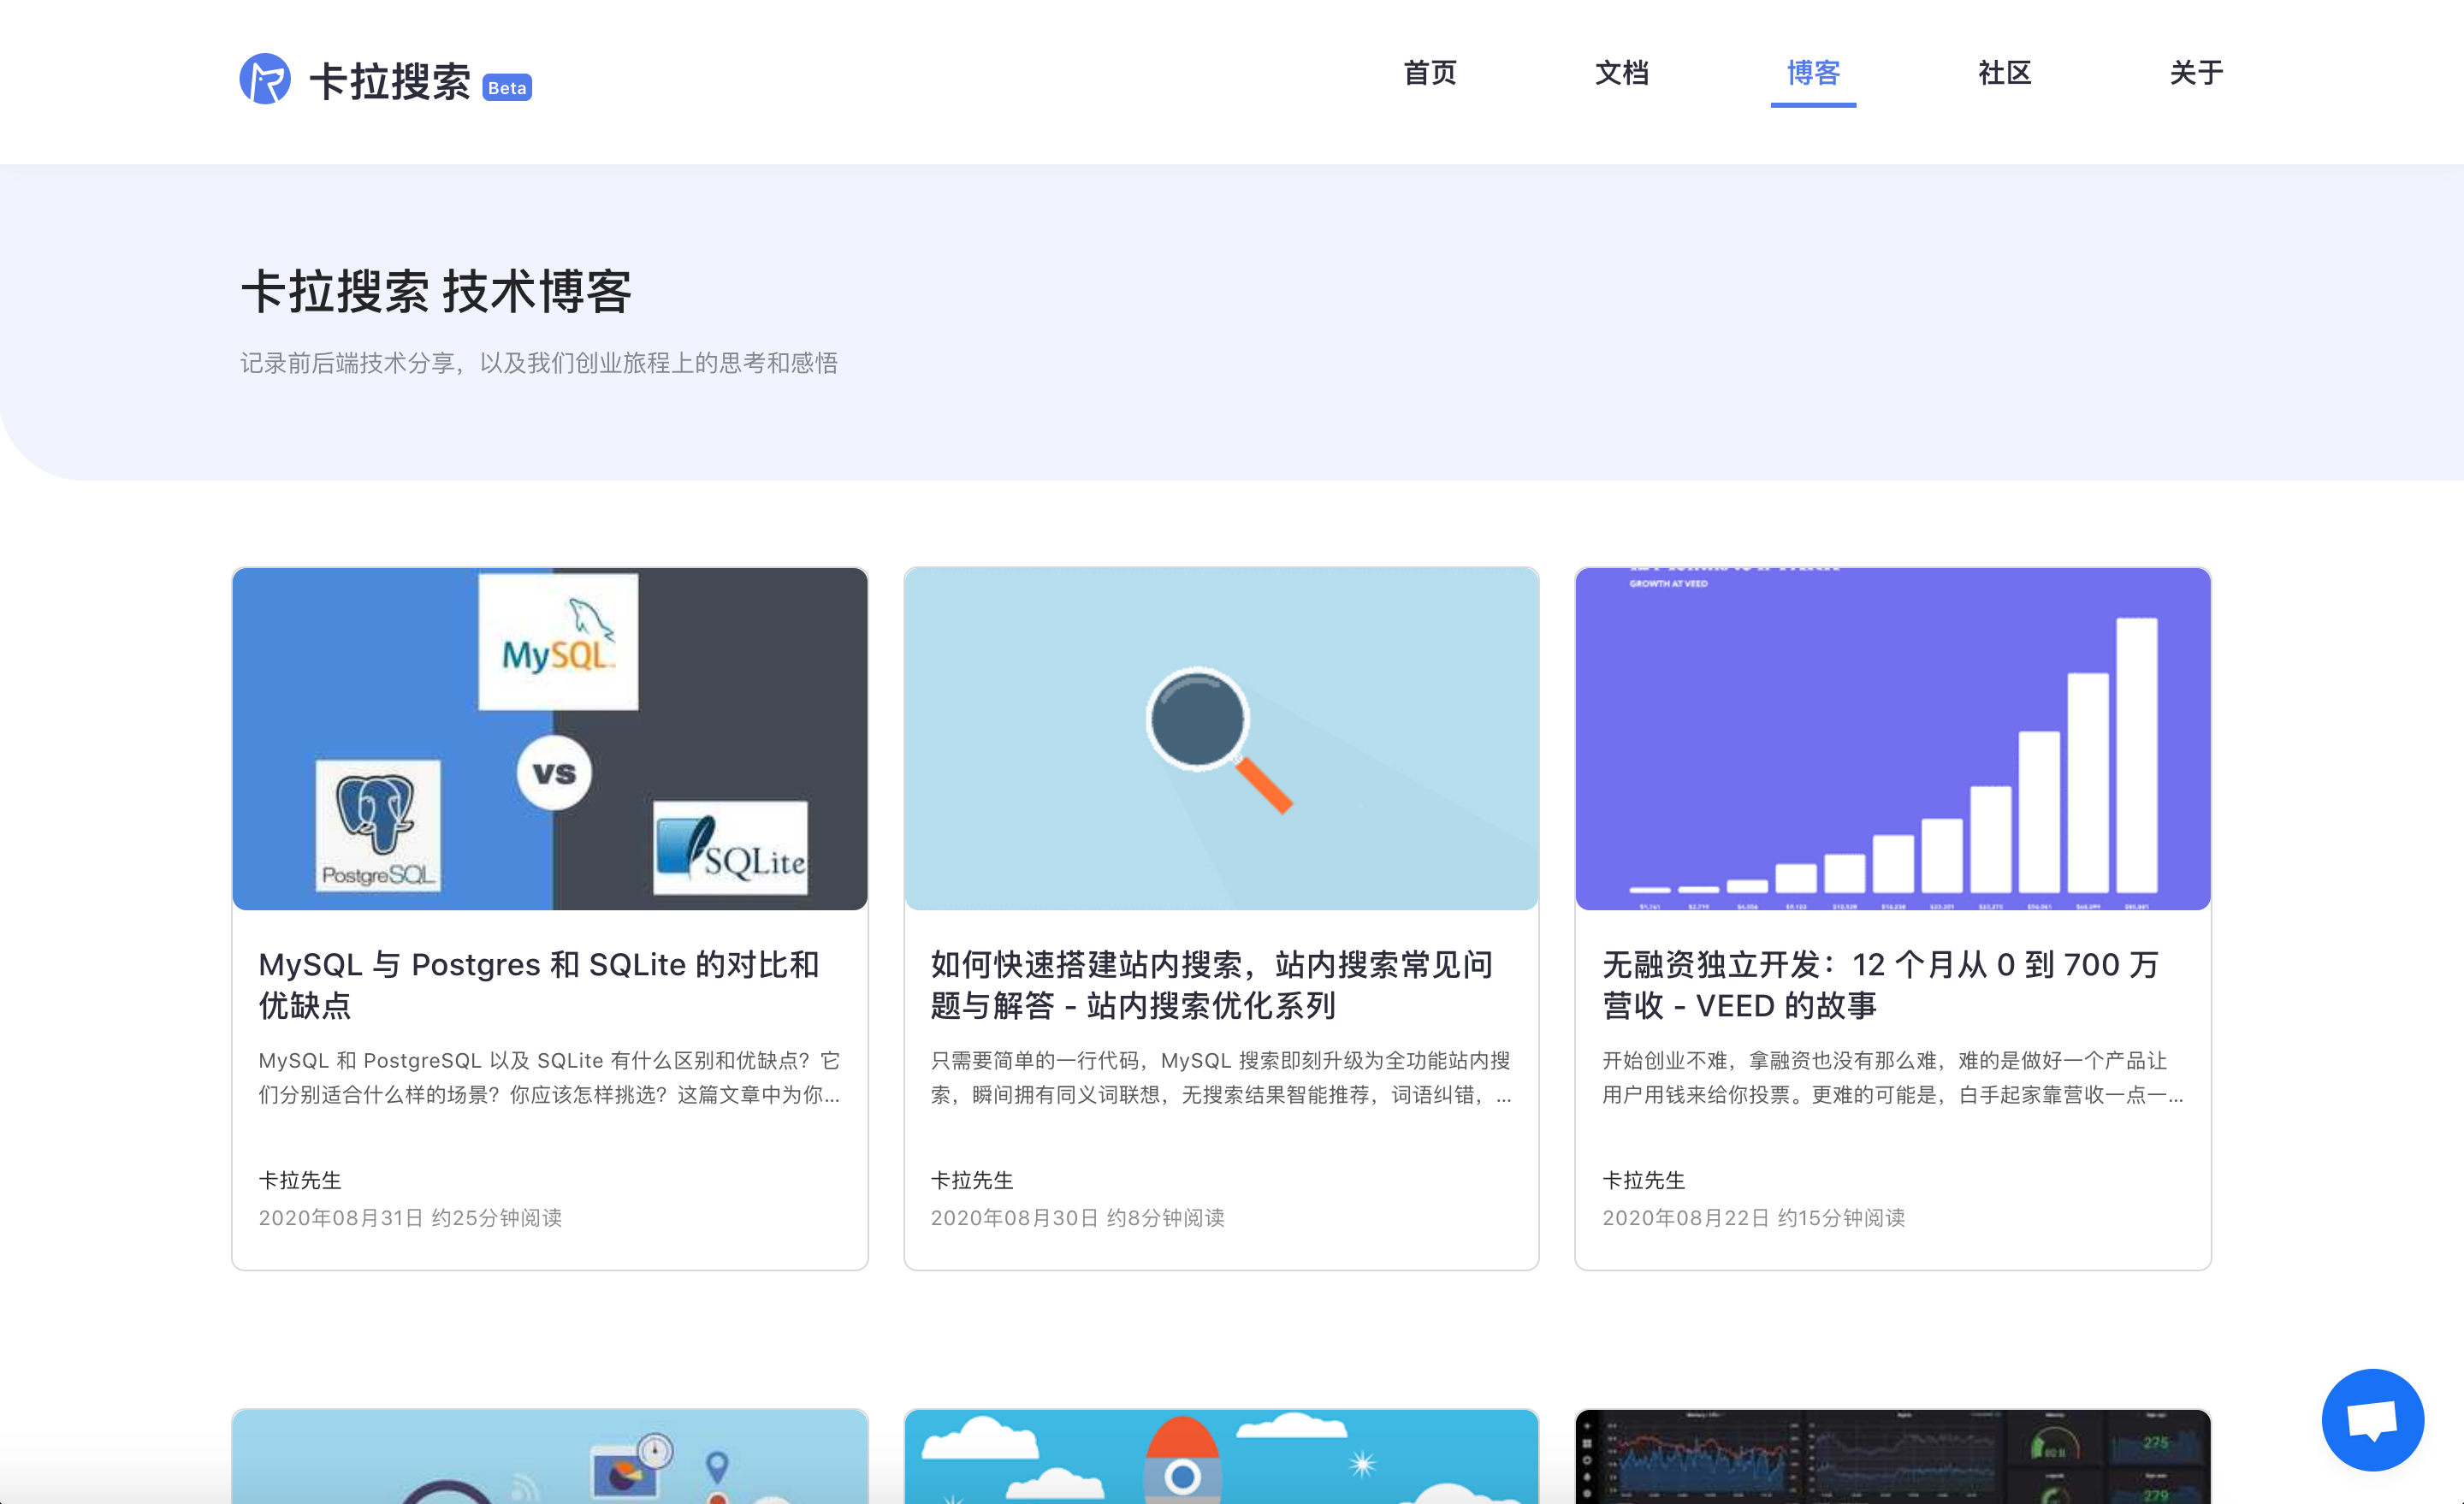 卡拉搜索 Beta
首页 文档 博客 社区 关于
卡拉搜索 技术博客
记录前后端技术分享，以及我们创业旅程上的思考和感悟
MySQL
VS
PostgreSQL
SQLite
MySQL 与 Postgres 和 SQLite 的对比和
优缺点
MySQL 和 PostgreSQL 以及 SQLite 有什么区别和优缺点？它
们分别适合什么样的场景？你应该怎样挑选？这篇文章中为你...
卡拉先生
2020年08月31日 约25分钟阅读
如何快速搭建站内搜索，站内搜索常见问
题与解答 - 站内搜索优化系列
只需要简单的一行代码，MySQL 搜索即刻升级为全功能站内搜
索，瞬间拥有同义词联想，无搜索结果智能推荐，词语纠错，...
卡拉先生
2020年08月30日 约8分钟阅读
GROWTH AT VEED
无融资独立开发：12 个月从 0 到 700 万
营收 - VEED 的故事
开始创业不难，拿融资也没有那么难，难的是做好一个产品让
用户用钱来给你投票。更难的可能是，白手起家靠营收一点一...
卡拉先生
2020年08月22日 约15分钟阅读
275
279